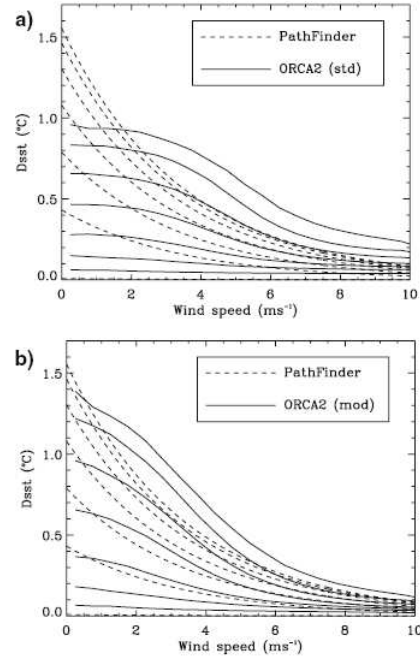 a)
1.5
1.0
0.5
0.0
Dsst (°C)
PathFinder
ORCA2 (std)
0 2 4 6 8 10
Wind speed (ms⁻¹)
b)
1.5
1.0
0.5
0.0
Dsst (°C)
PathFinder
ORCA2 (mod)
0 2 4 6 8 10
Wind speed (ms⁻¹)